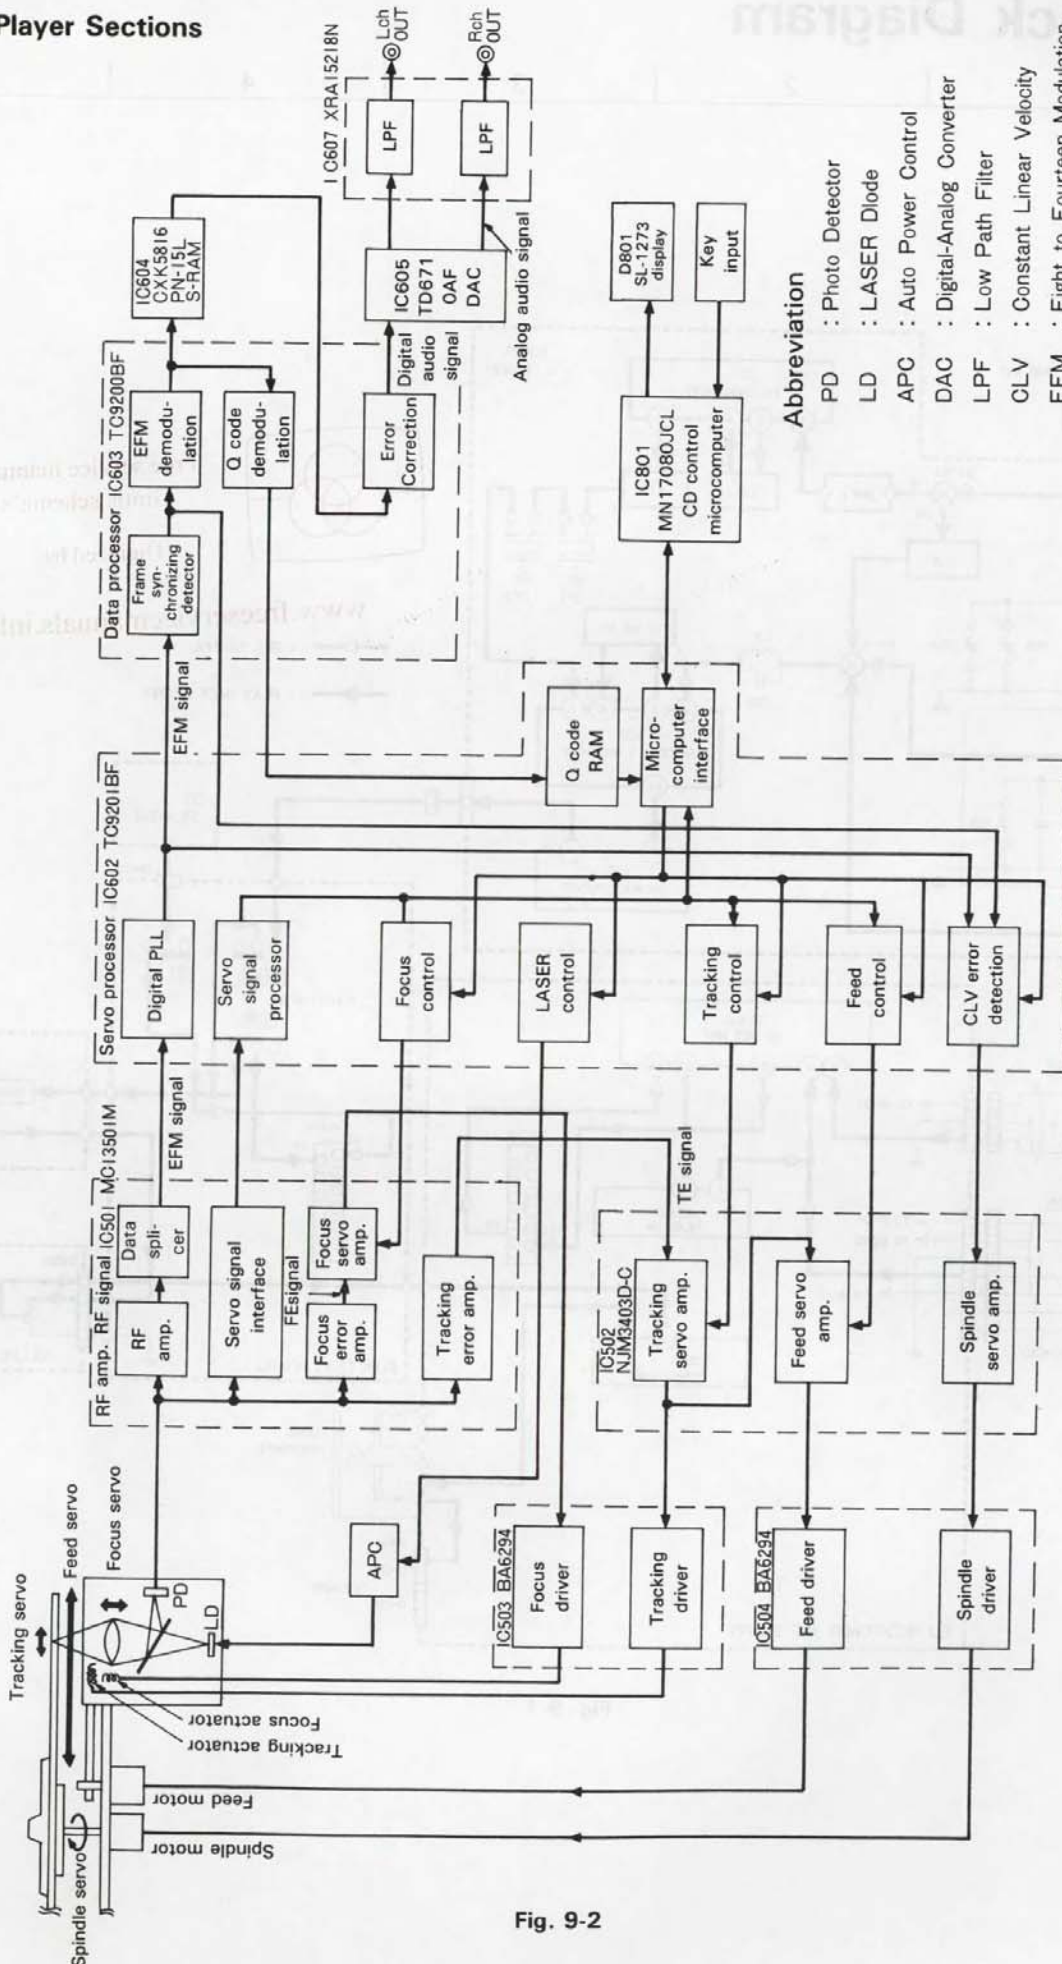 Player Sections
Tracking servo
Feed servo
Focus servo
Spindle servo
PD
LD
Focus actuator
Tracking actuator
Feed motor
Spindle motor
APC
RF amp. RF signal IC501 MC13501M
RF
amp.
Data
spli-
cer
Servo signal
interface
FEsignal
Focus
error
amp.
Focus
servo
amp.
Tracking
error amp.
EFM signal
TE signal
IC502
NJM3403D-C
Tracking
servo amp.
Feed servo
amp.
Spindle
servo amp.
IC503 BA6294
Focus
driver
Tracking
driver
IC504 BA6294
Feed driver
Spindle
driver
Servo processor IC602 TC9201BF
Digital PLL
Servo
signal
processor
Focus
control
LASER
control
Tracking
control
Feed
control
CLV error
detection
Q code
RAM
Micro-
computer
interface
EFM signal
Data processor IC603 TC9200BF
Frame
syn-
chronizing
detector
EFM
demodu-
lation
Q code
demodu-
lation
Error
Correction
Digital
audio
signal
IC604
CXK5816
PN-15L
S-RAM
IC605
TD671
0AF
DAC
Analog audio signal
IC607 XRA15218N
LPF
LPF
Lch
OUT
Rch
OUT
IC801
MN17080JCL
CD control
microcomputer
D801
SL-1273
display
Key
input
Abbreviation
PD : Photo Detector
LD : LASER Diode
APC : Auto Power Control
DAC : Digital-Analog Converter
LPF : Low Path Filter
CLV : Constant Linear Velocity
EFM : Eight to Fourteen Modulation
Fig. 9-2